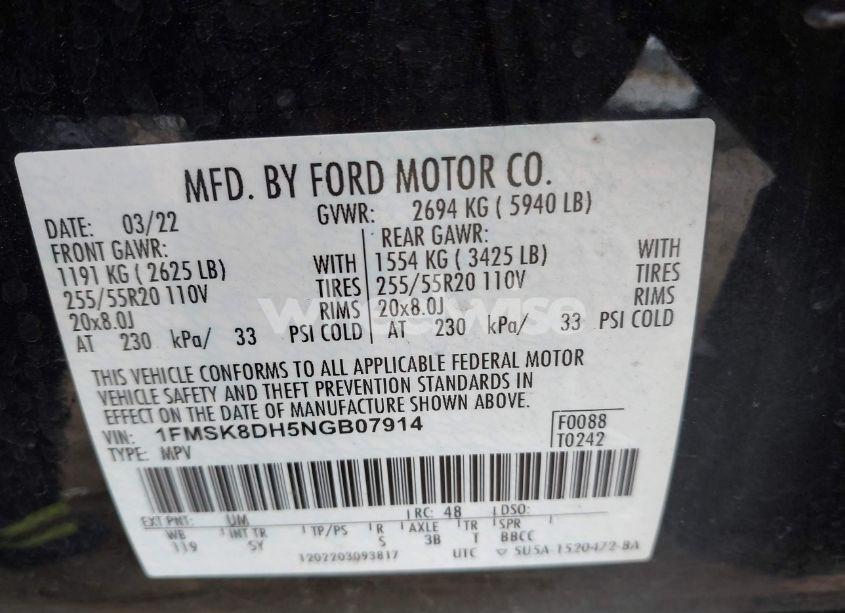 MFD. BY FORD MOTOR CO.
DATE: 03/22 GVWR: 2694 KG ( 5940 LB)
FRONT GAWR: REAR GAWR:
1191 KG ( 2625 LB) WITH 1554 KG ( 3425 LB) WITH
255/55R20 110V TIRES 255/55R20 110V TIRES
20x8.0J RIMS 20x8.0J RIMS
AT 230 kPa/ 33 PSI COLD AT 230 kPa/ 33 PSI COLD
wheelwise
THIS VEHICLE CONFORMS TO ALL APPLICABLE FEDERAL MOTOR
VEHICLE SAFETY AND THEFT PREVENTION STANDARDS IN
EFFECT ON THE DATE OF MANUFACTURE SHOWN ABOVE.
VIN: 1FMSK8DH5NGB07914 F0088
TYPE: MPV T0242
EXT PNT: UM RC: 48 DSO:
WB INT TR TP/PS R AXLE TR SPR
119 5Y S 3B T BBCC
1202203093817 UTC SU5A-1520472-BA